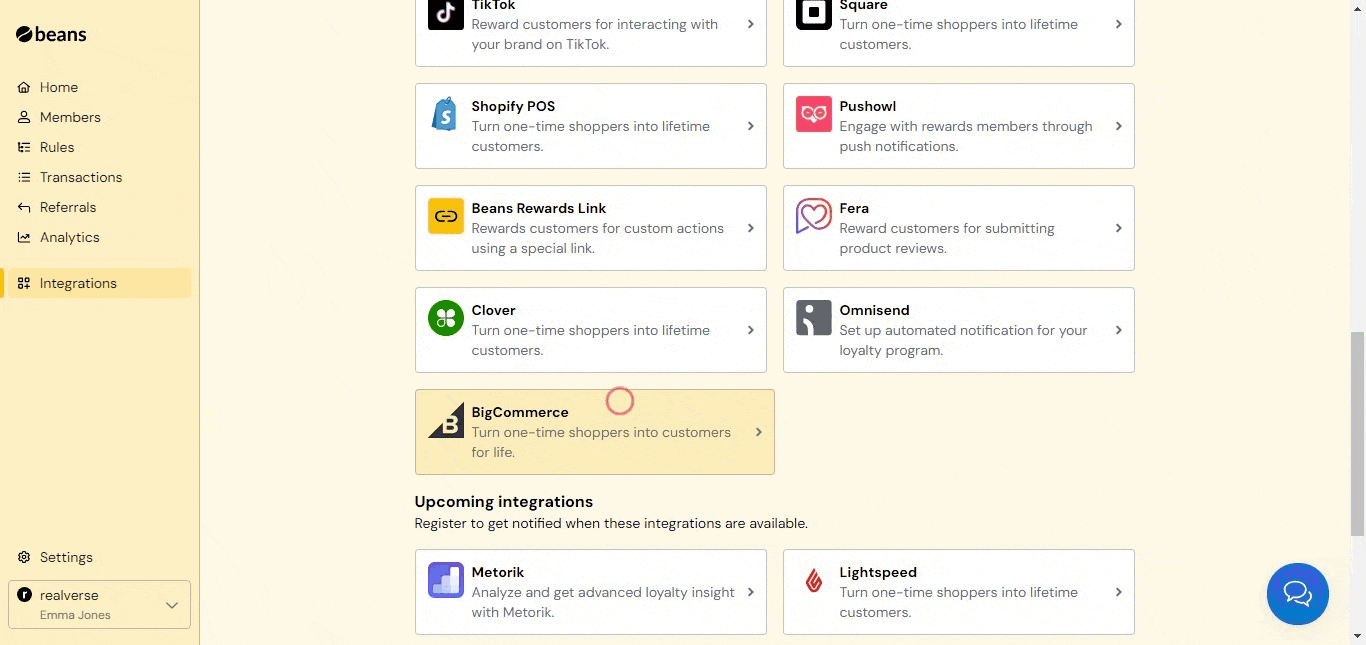 beans
Home
Members
Rules
Transactions
Referrals
Analytics
Integrations
Settings
r realverse
Emma Jones
TikTok
Reward customers for interacting with
your brand on TikTok.
Square
Turn one-time shoppers into lifetime
customers.
S
Shopify POS
Turn one-time shoppers into lifetime
customers.
Pushowl
Engage with rewards members through
push notifications.
Beans Rewards Link
Rewards customers for custom actions
using a special link.
Fera
Reward customers for submitting
product reviews.
Clover
Turn one-time shoppers into lifetime
customers.
Omnisend
Set up automated notification for your
loyalty program.
B
BigCommerce
Turn one-time shoppers into customers
for life.
Upcoming integrations
Register to get notified when these integrations are available.
Metorik
Analyze and get advanced loyalty insight
with Metorik.
Lightspeed
Turn one-time shoppers into lifetime
customers.